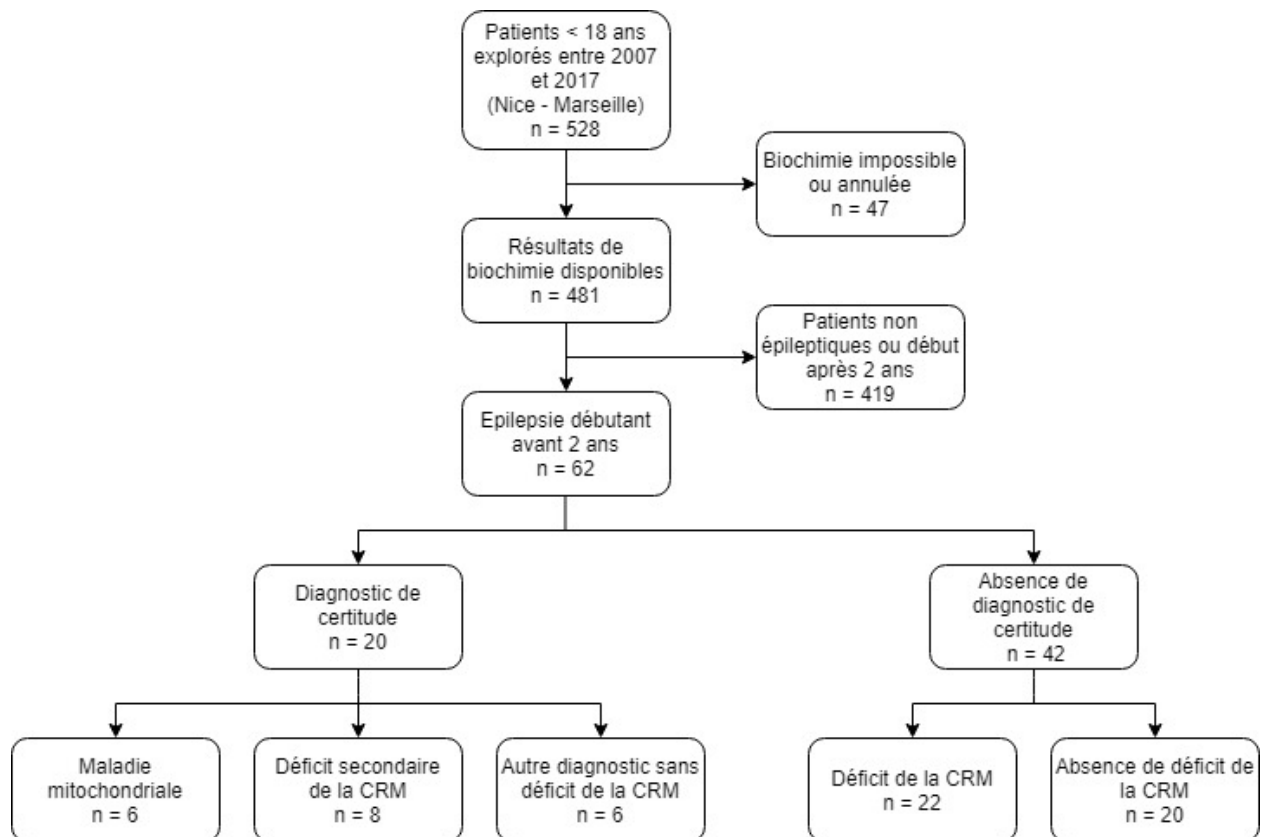 Patients < 18 ans
explorés entre 2007
et 2017
(Nice - Marseille)
n = 528
Biochimie impossible
ou annulée
n = 47
Résultats de
biochimie disponibles
n = 481
Patients non
épileptiques ou début
après 2 ans
n = 419
Epilepsie débutant
avant 2 ans
n = 62
Diagnostic de
certitude
n = 20
Absence de
diagnostic de
certitude
n = 42
Maladie
mitochondriale
n = 6
Déficit secondaire
de la CRM
n = 8
Autre diagnostic sans
déficit de la CRM
n = 6
Déficit de la CRM
n = 22
Absence de déficit de
la CRM
n = 20